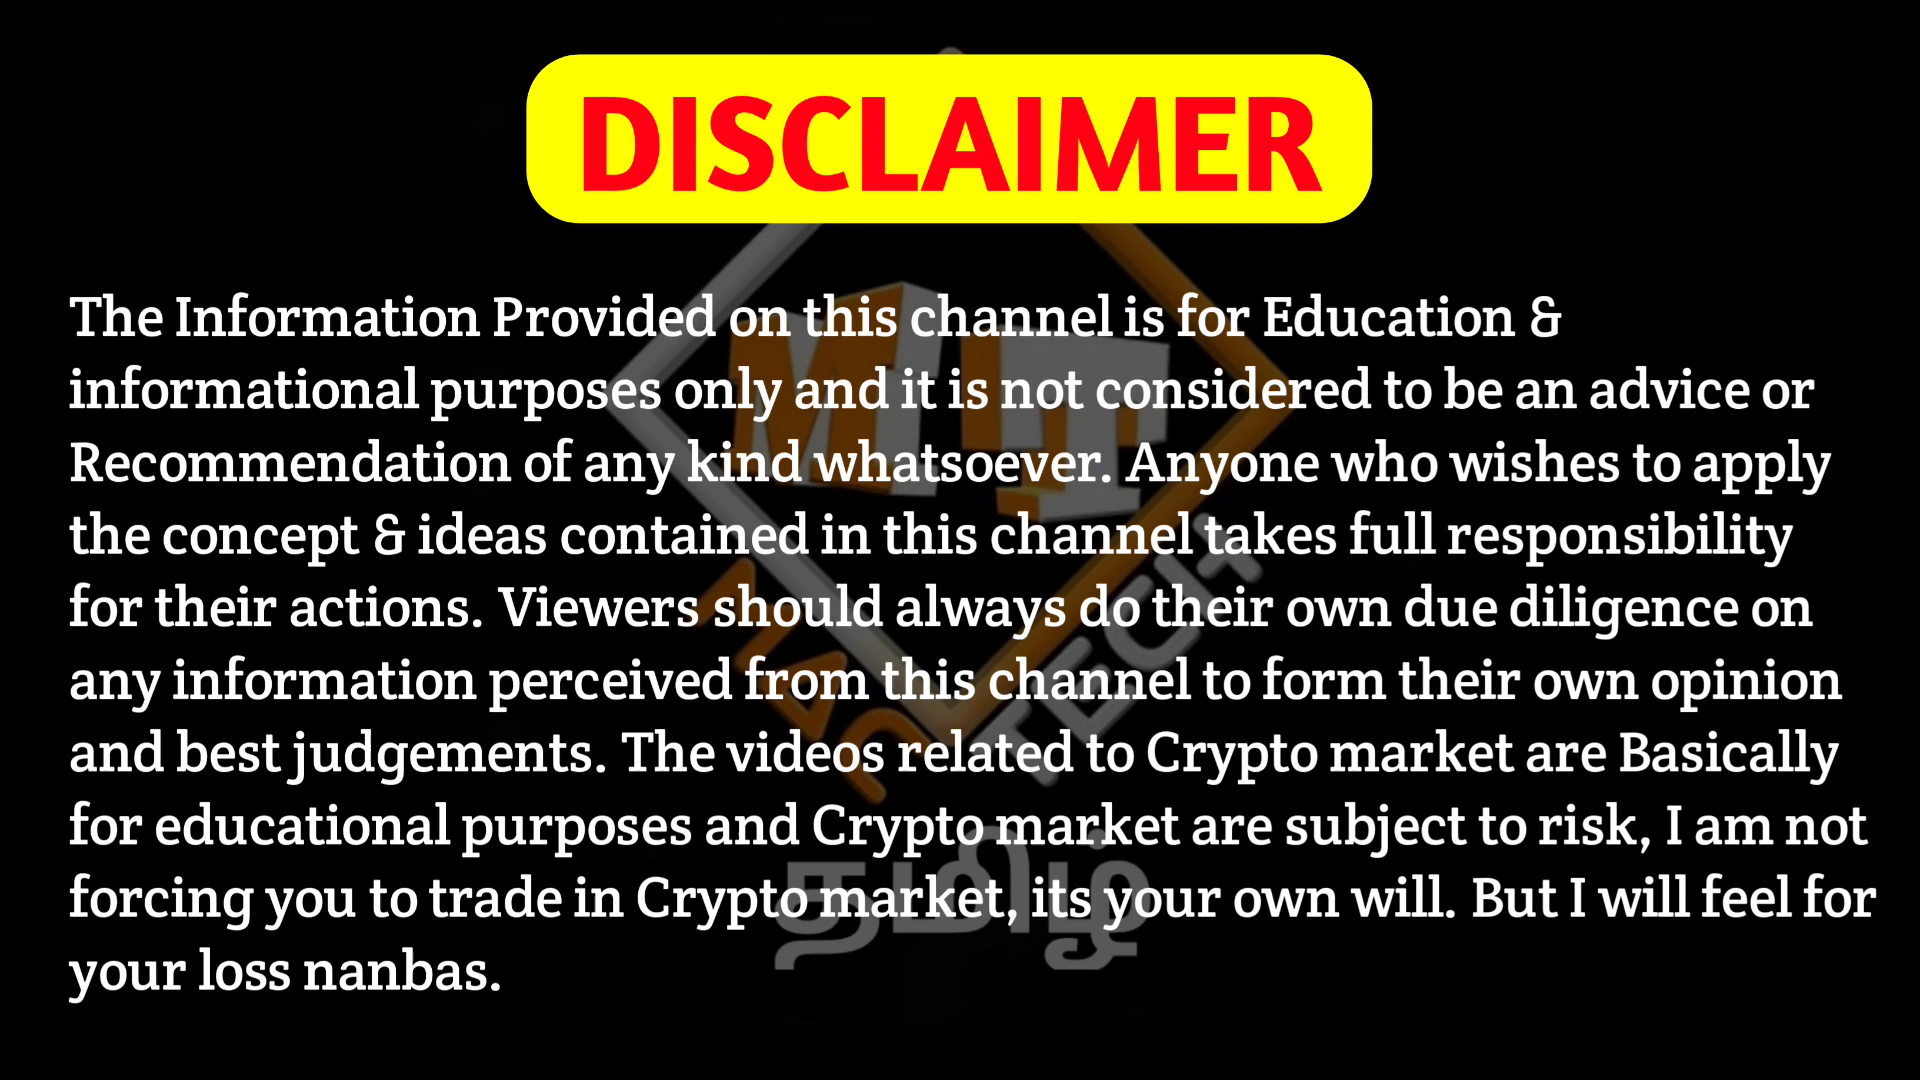 DISCLAIMER
The Information Provided on this channel is for Education &
informational purposes only and it is not considered to be an advice or
Recommendation of any kind whatsoever. Anyone who wishes to apply
the concept & ideas contained in this channel takes full responsibility
for their actions. Viewers should always do their own due diligence on
any information perceived from this channel to form their own opinion
and best judgements. The videos related to Crypto market are Basically
for educational purposes and Crypto market are subject to risk, I am not
forcing you to trade in Crypto market, its your own will. But I will feel for
your loss nanbas.
MT
TECH
தமிழ்